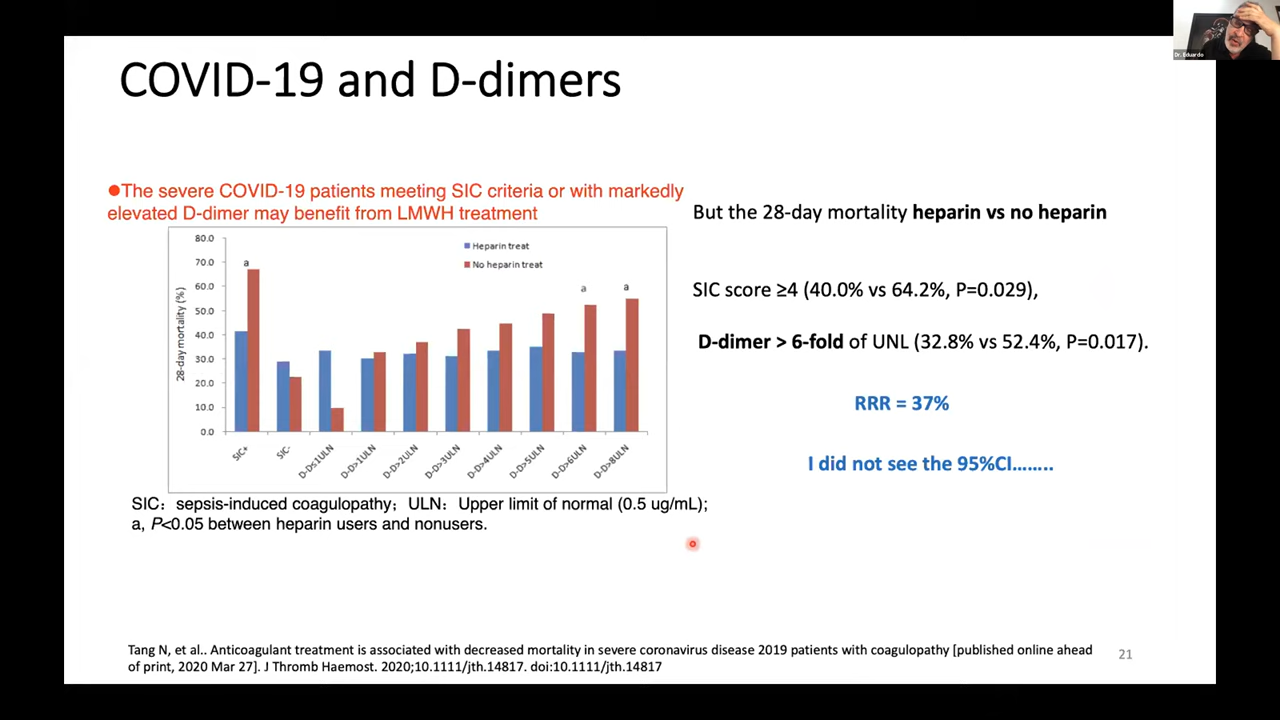 Dr. Eduardo
COVID-19 and D-dimers
●The severe COVID-19 patients meeting SIC criteria or with markedly
elevated D-dimer may benefit from LMWH treatment
80.0
70.0
60.0
50.0
40.0
30.0
20.0
10.0
0.0
28-day mortality (%)
Heparin treat
No heparin treat
a
a
a
SIC+
SIC-
D-D≤1ULN
D-D>1ULN
D-D>2ULN
D-D>3ULN
D-D>4ULN
D-D>5ULN
D-D>6ULN
D-D>8ULN
SIC: sepsis-induced coagulopathy; ULN: Upper limit of normal (0.5 ug/mL);
a, P<0.05 between heparin users and nonusers.
But the 28-day mortality heparin vs no heparin
SIC score ≥4 (40.0% vs 64.2%, P=0.029),
D-dimer > 6-fold of UNL (32.8% vs 52.4%, P=0.017).
RRR = 37%
I did not see the 95%CI........
Tang N, et al.. Anticoagulant treatment is associated with decreased mortality in severe coronavirus disease 2019 patients with coagulopathy [published online ahead
of print, 2020 Mar 27]. J Thromb Haemost. 2020;10.1111/jth.14817. doi:10.1111/jth.14817
21